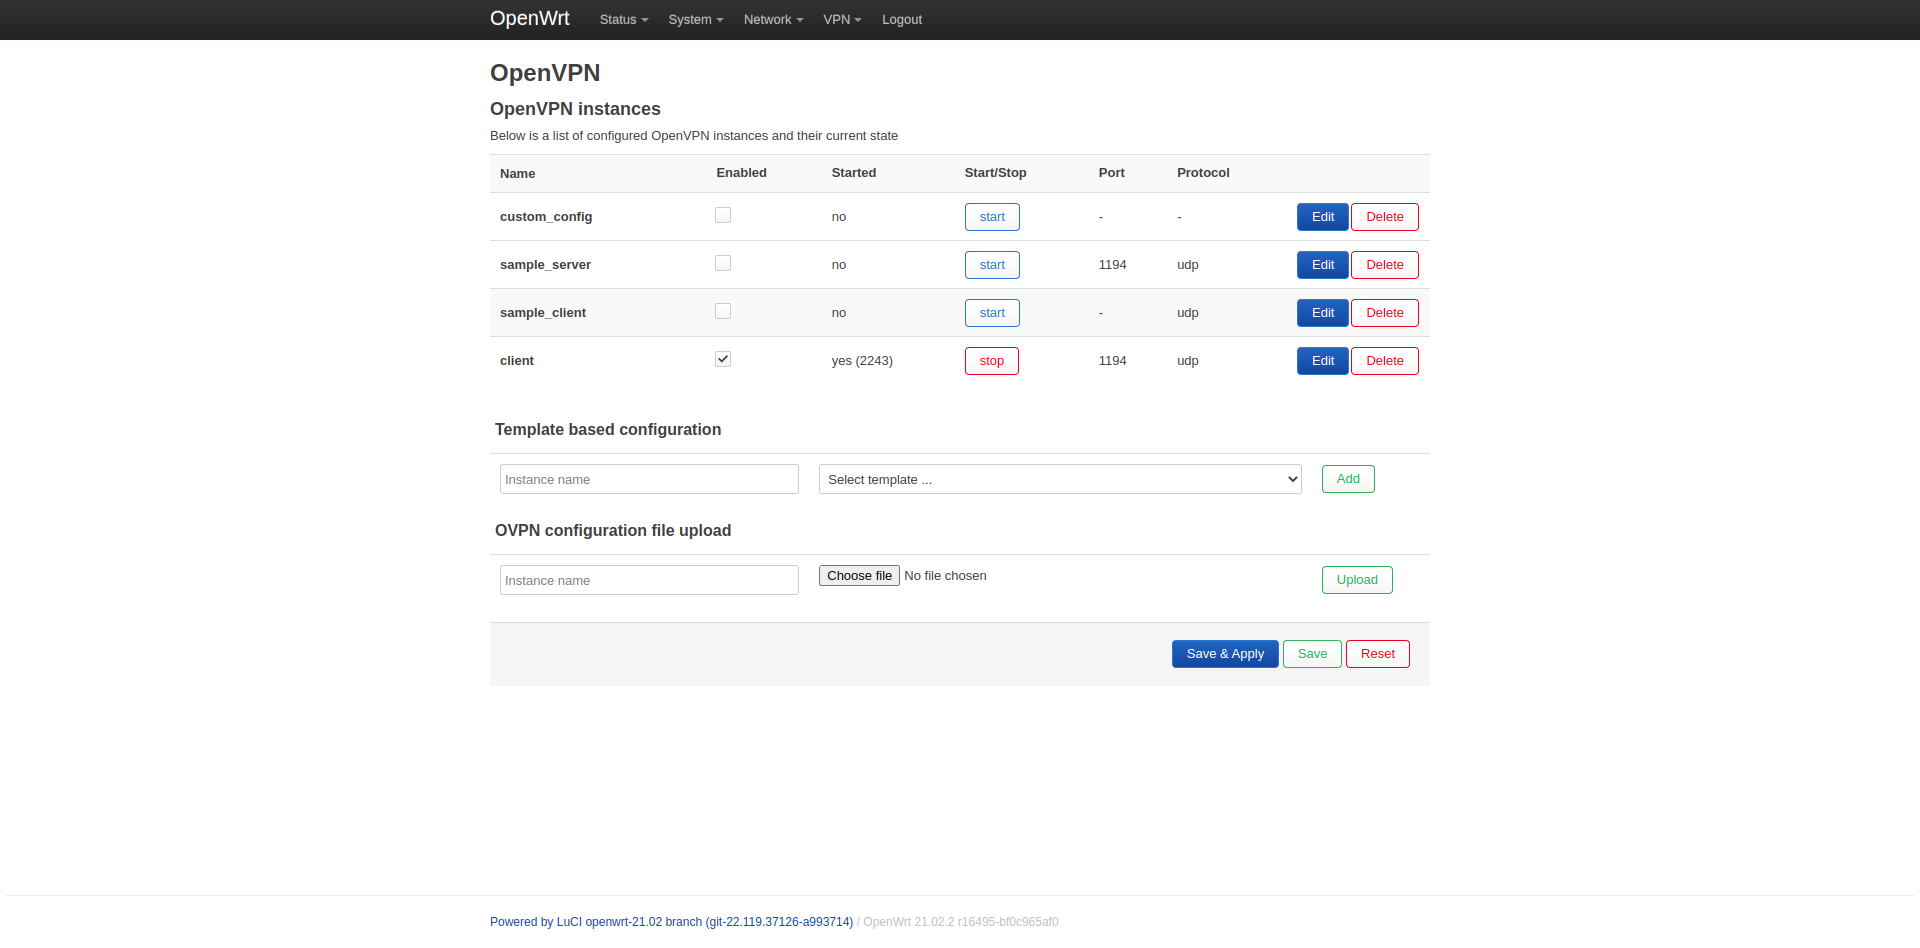 OpenWrt Status System Network VPN Logout
OpenVPN
OpenVPN instances
Below is a list of configured OpenVPN instances and their current state
Name Enabled Started Start/Stop Port Protocol
custom_config no start - - Edit Delete
sample_server no start 1194 udp Edit Delete
sample_client no start - udp Edit Delete
client yes (2243) stop 1194 udp Edit Delete
Template based configuration
Instance name Select template ... Add
OVPN configuration file upload
Instance name Choose file No file chosen Upload
Save & Apply Save Reset
Powered by LuCI openwrt-21.02 branch (git-22.119.37126-a993714) / OpenWrt 21.02.2 r16495-bf0c965af0